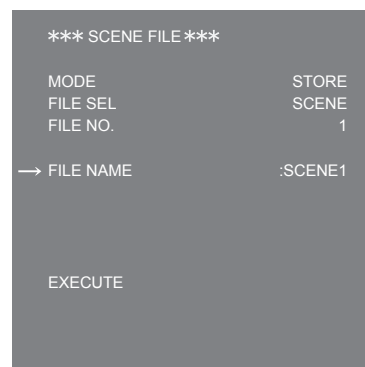 *** SCENE FILE ***
MODE STORE
FILE SEL SCENE
FILE NO. 1
→ FILE NAME :SCENE1
EXECUTE